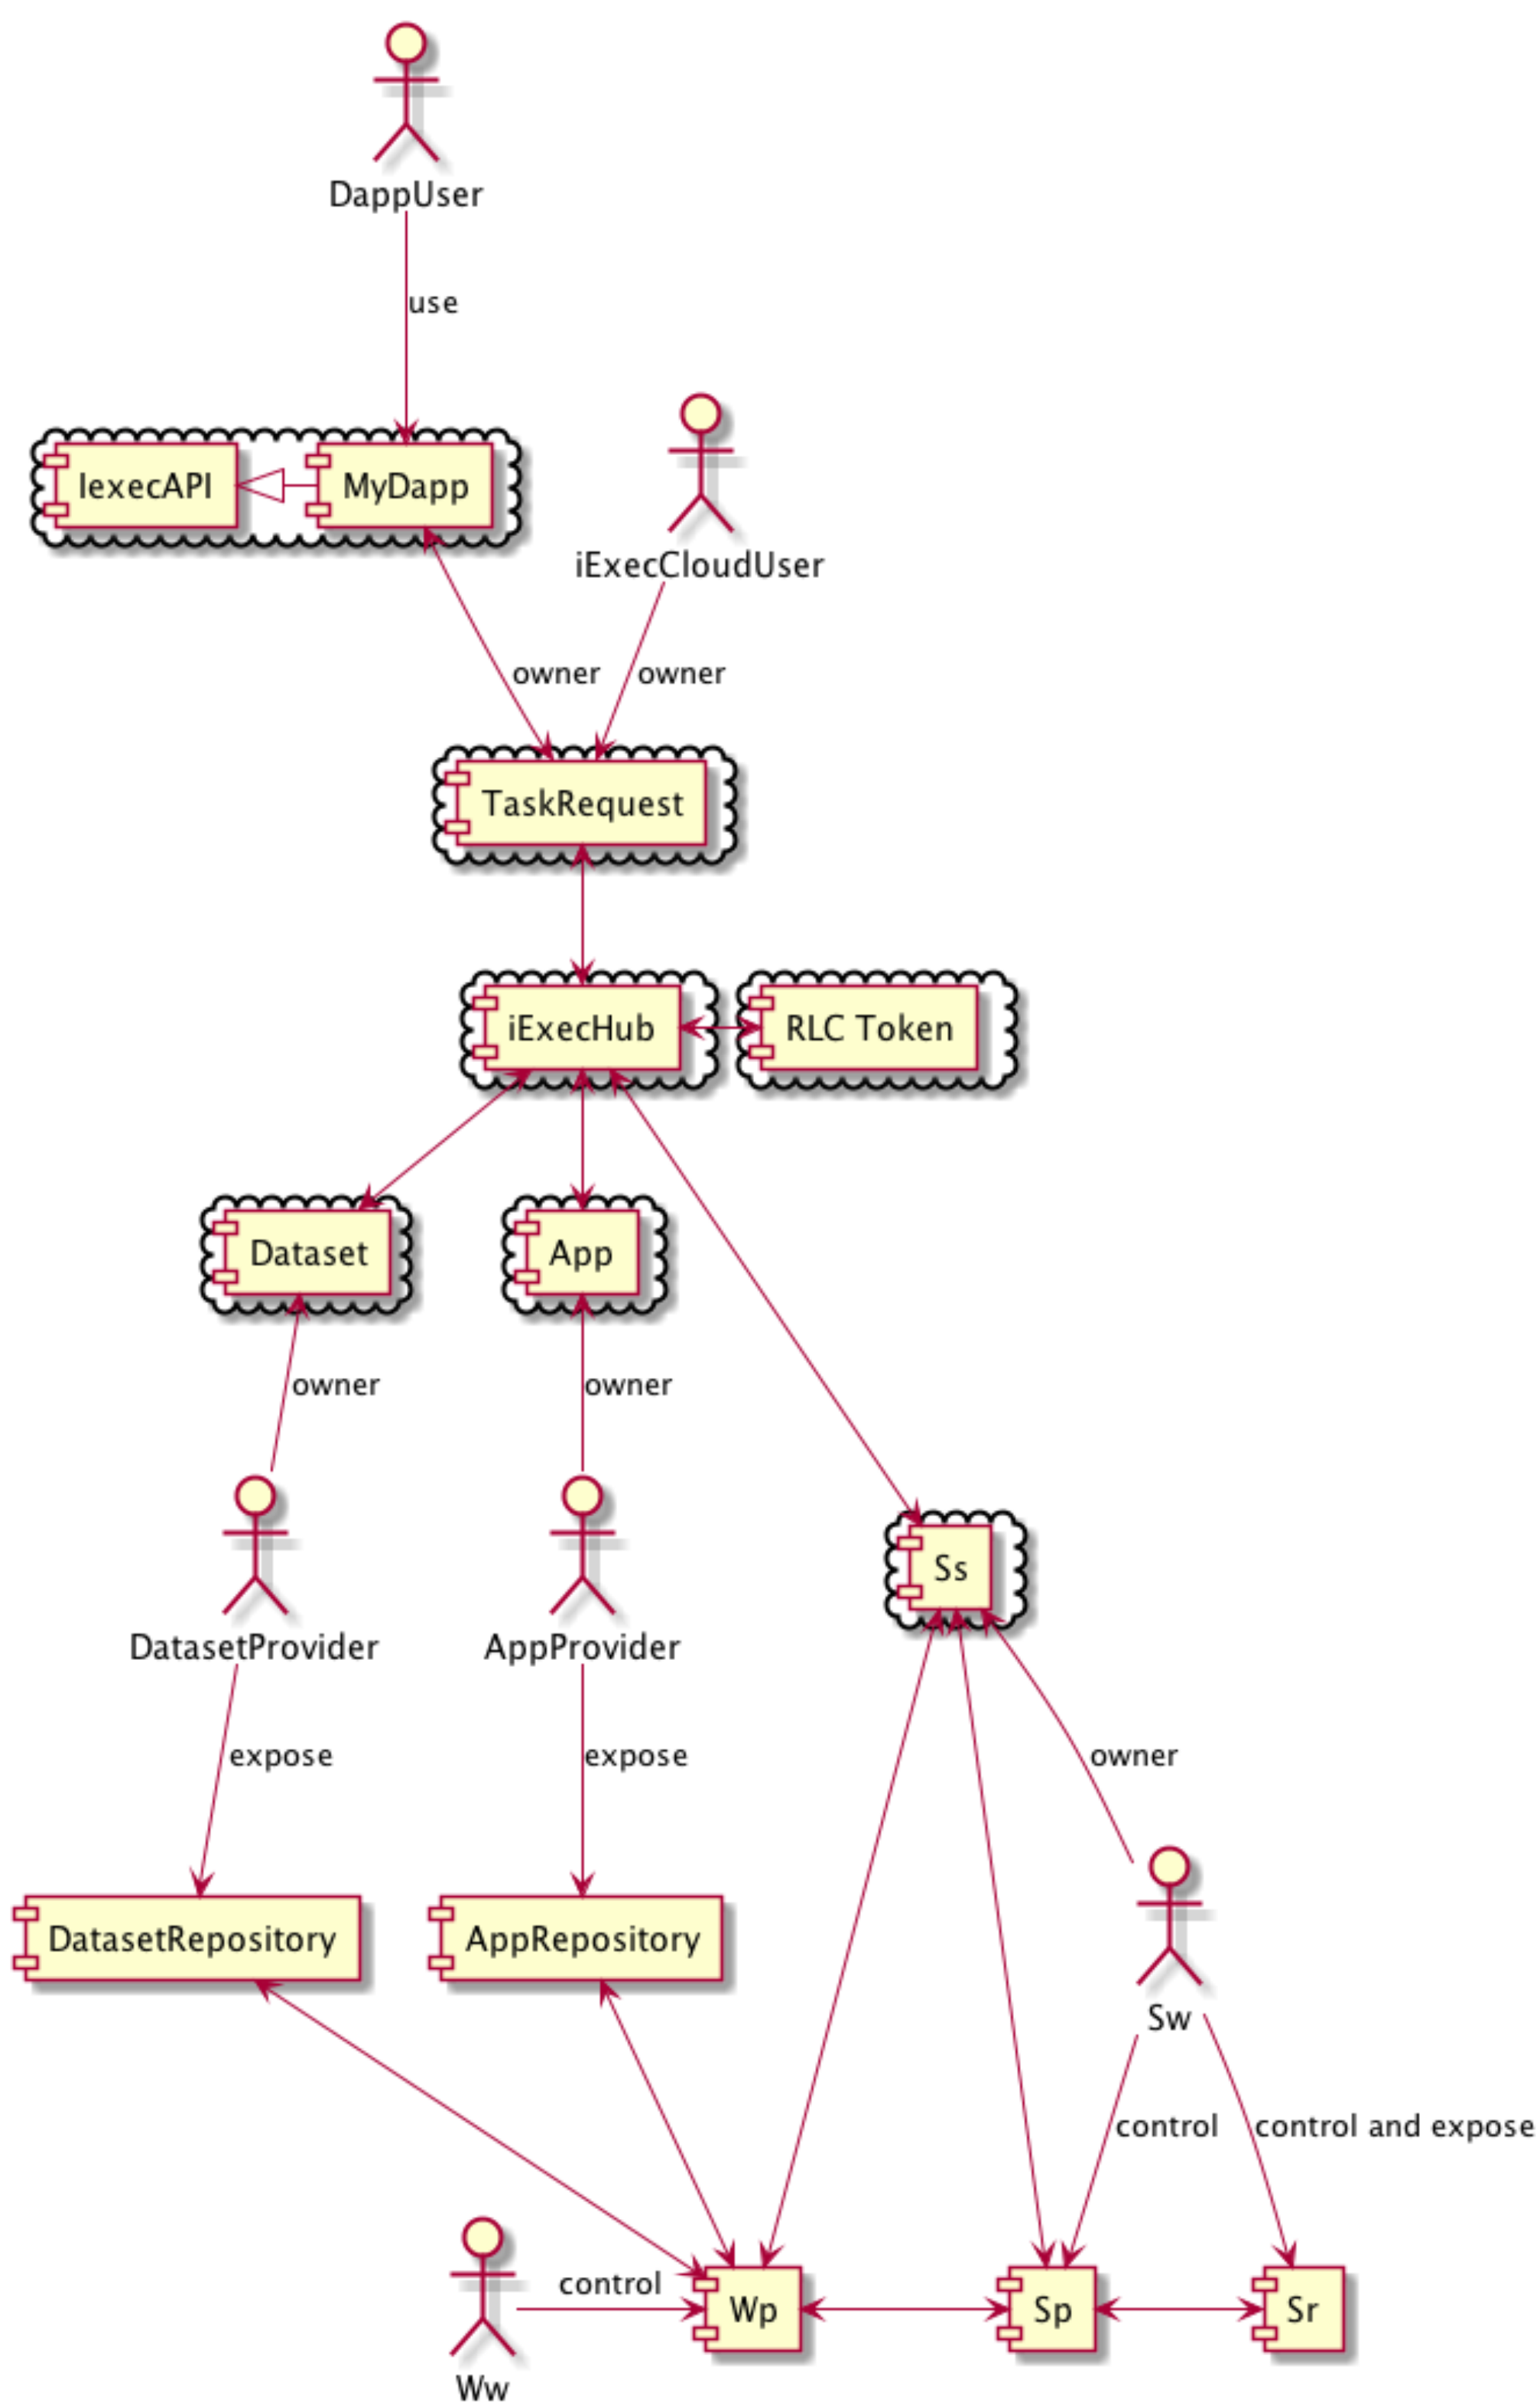 DappUser
use
IexecAPI
MyDapp
iExecCloudUser
owner
owner
TaskRequest
iExecHub
RLC Token
Dataset
App
owner
owner
Ss
DatasetProvider
AppProvider
expose
expose
owner
DatasetRepository
AppRepository
Sw
control
control and expose
control
Wp
Sp
Sr
Ww